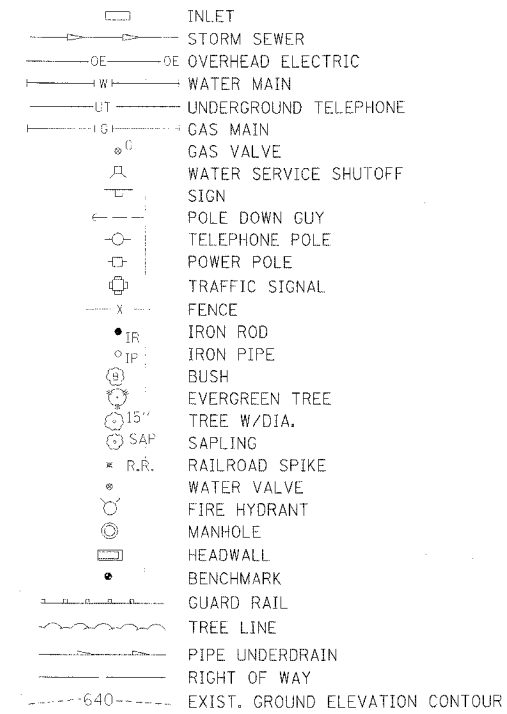 INLET
STORM SEWER
OE OE OVERHEAD ELECTRIC
W WATER MAIN
UT UNDERGROUND TELEPHONE
G GAS MAIN
G GAS VALVE
WATER SERVICE SHUTOFF
SIGN
POLE DOWN GUY
TELEPHONE POLE
POWER POLE
TRAFFIC SIGNAL
X FENCE
IR IRON ROD
IP IRON PIPE
B BUSH
EVERGREEN TREE
15" TREE W/DIA.
SAP SAPLING
R.R. RAILROAD SPIKE
WATER VALVE
FIRE HYDRANT
MANHOLE
HEADWALL
BENCHMARK
GUARD RAIL
TREE LINE
PIPE UNDERDRAIN
RIGHT OF WAY
640 EXIST. GROUND ELEVATION CONTOUR